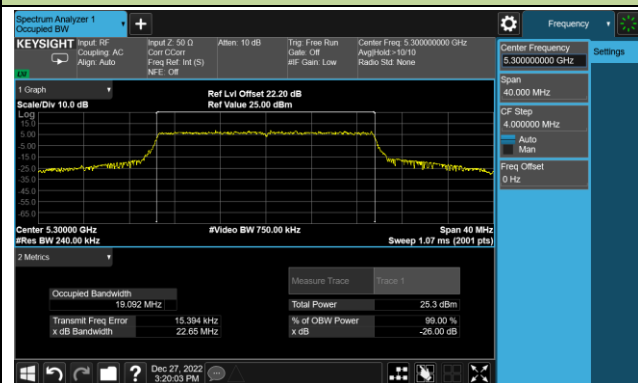 Spectrum Analyzer 1
Occupied BW
Frequency
KEYSIGHT
Input: RF
Coupling: AC
Align: Auto
Input Z: 50 Ω
Corr CCorr
Freq Ref: Int (S)
NFE: Off
Atten: 10 dB
Trig: Free Run
Gate: Off
#IF Gain: Low
Center Freq: 5.300000000 GHz
Avg|Hold:>10/10
Radio Std: None
Center Frequency
5.300000000 GHz
Settings
Span
40.000 MHz
CF Step
4.000000 MHz
Auto
Man
Freq Offset
0 Hz
1 Graph
Scale/Div 10.0 dB
Ref Lvl Offset 22.20 dB
Ref Value 25.00 dBm
Log
15.0
5.00
-5.00
-15.0
-25.0
-35.0
-45.0
-55.0
-65.0
Center 5.30000 GHz
#Res BW 240.00 kHz
#Video BW 750.00 kHz
Span 40 MHz
Sweep 1.07 ms (2001 pts)
2 Metrics
Measure Trace
Trace 1
Occupied Bandwidth
19.092 MHz
Total Power
25.3 dBm
Transmit Freq Error
15.394 kHz
% of OBW Power
99.00 %
x dB Bandwidth
22.65 MHz
x dB
-26.00 dB
Dec 27, 2022
3:20:03 PM